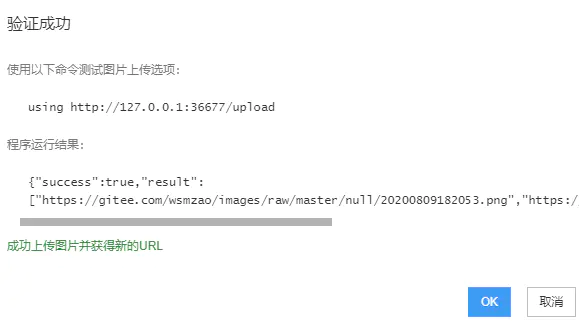 验证成功
使用以下命令测试图片上传选项:
using http://127.0.0.1:36677/upload
程序运行结果:
{"success":true,"result":
["https://gitee.com/wsmzao/images/raw/master/null/20200809182053.png","https:/
成功上传图片并获得新的URL
OK 取消